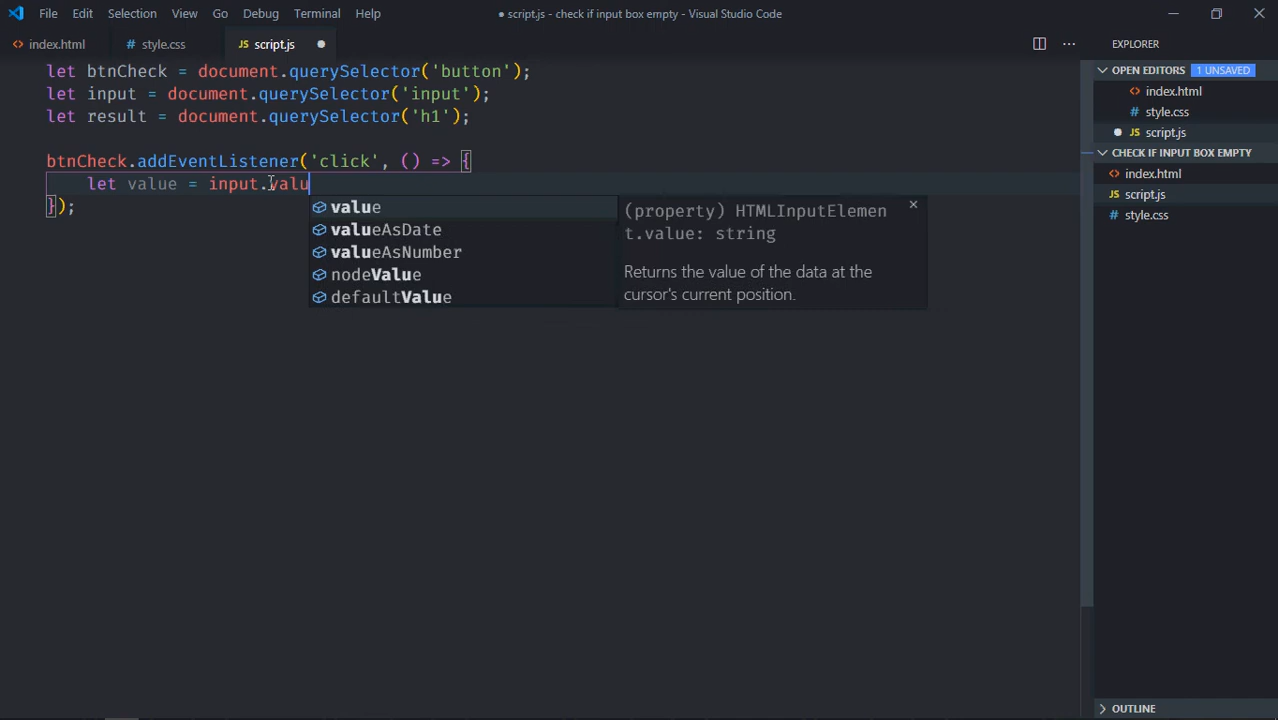 File Edit Selection View Go Debug Terminal Help
● script.js - check if input box empty - Visual Studio Code
index.html
style.css
JS script.js
let btnCheck = document.querySelector('button');
let input = document.querySelector('input');
let result = document.querySelector('h1');
btnCheck.addEventListener('click', () => {
let value = input.valu
});
value
valueAsDate
valueAsNumber
nodeValue
defaultValue
(property) HTMLInputElemen
t.value: string
Returns the value of the data at the
cursor's current position.
EXPLORER
OPEN EDITORS 1 UNSAVED
index.html
style.css
JS script.js
CHECK IF INPUT BOX EMPTY
index.html
JS script.js
style.css
OUTLINE